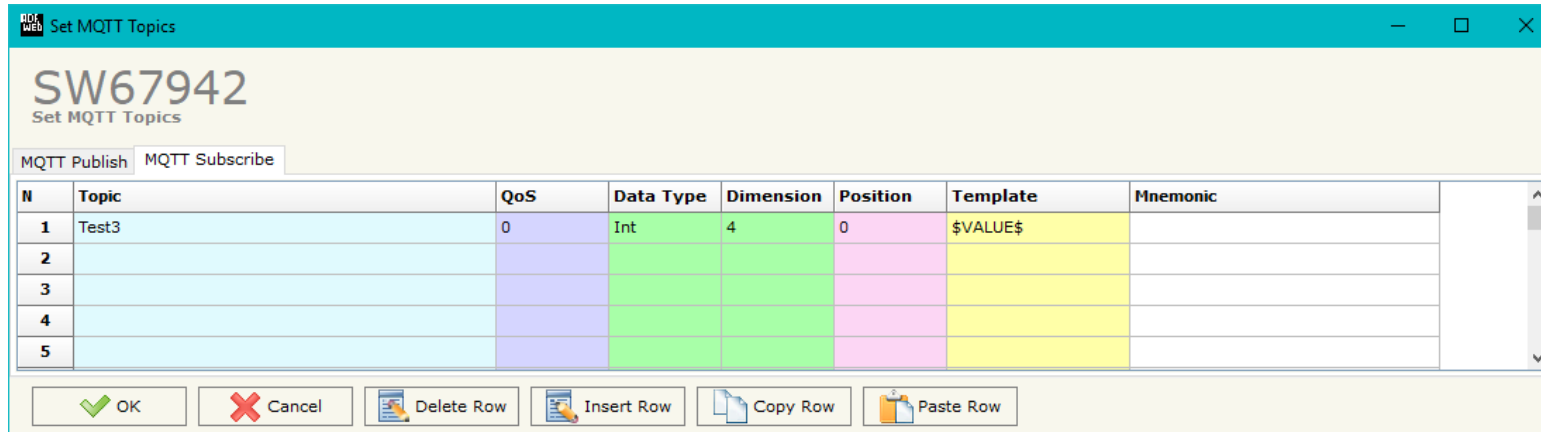 ADF
WEB Set MQTT Topics
SW67942
Set MQTT Topics
MQTT Publish MQTT Subscribe
N Topic QoS Data Type Dimension Position Template Mnemonic
1 Test3 0 Int 4 0 $VALUE$
2
3
4
5
OK Cancel Delete Row Insert Row Copy Row Paste Row